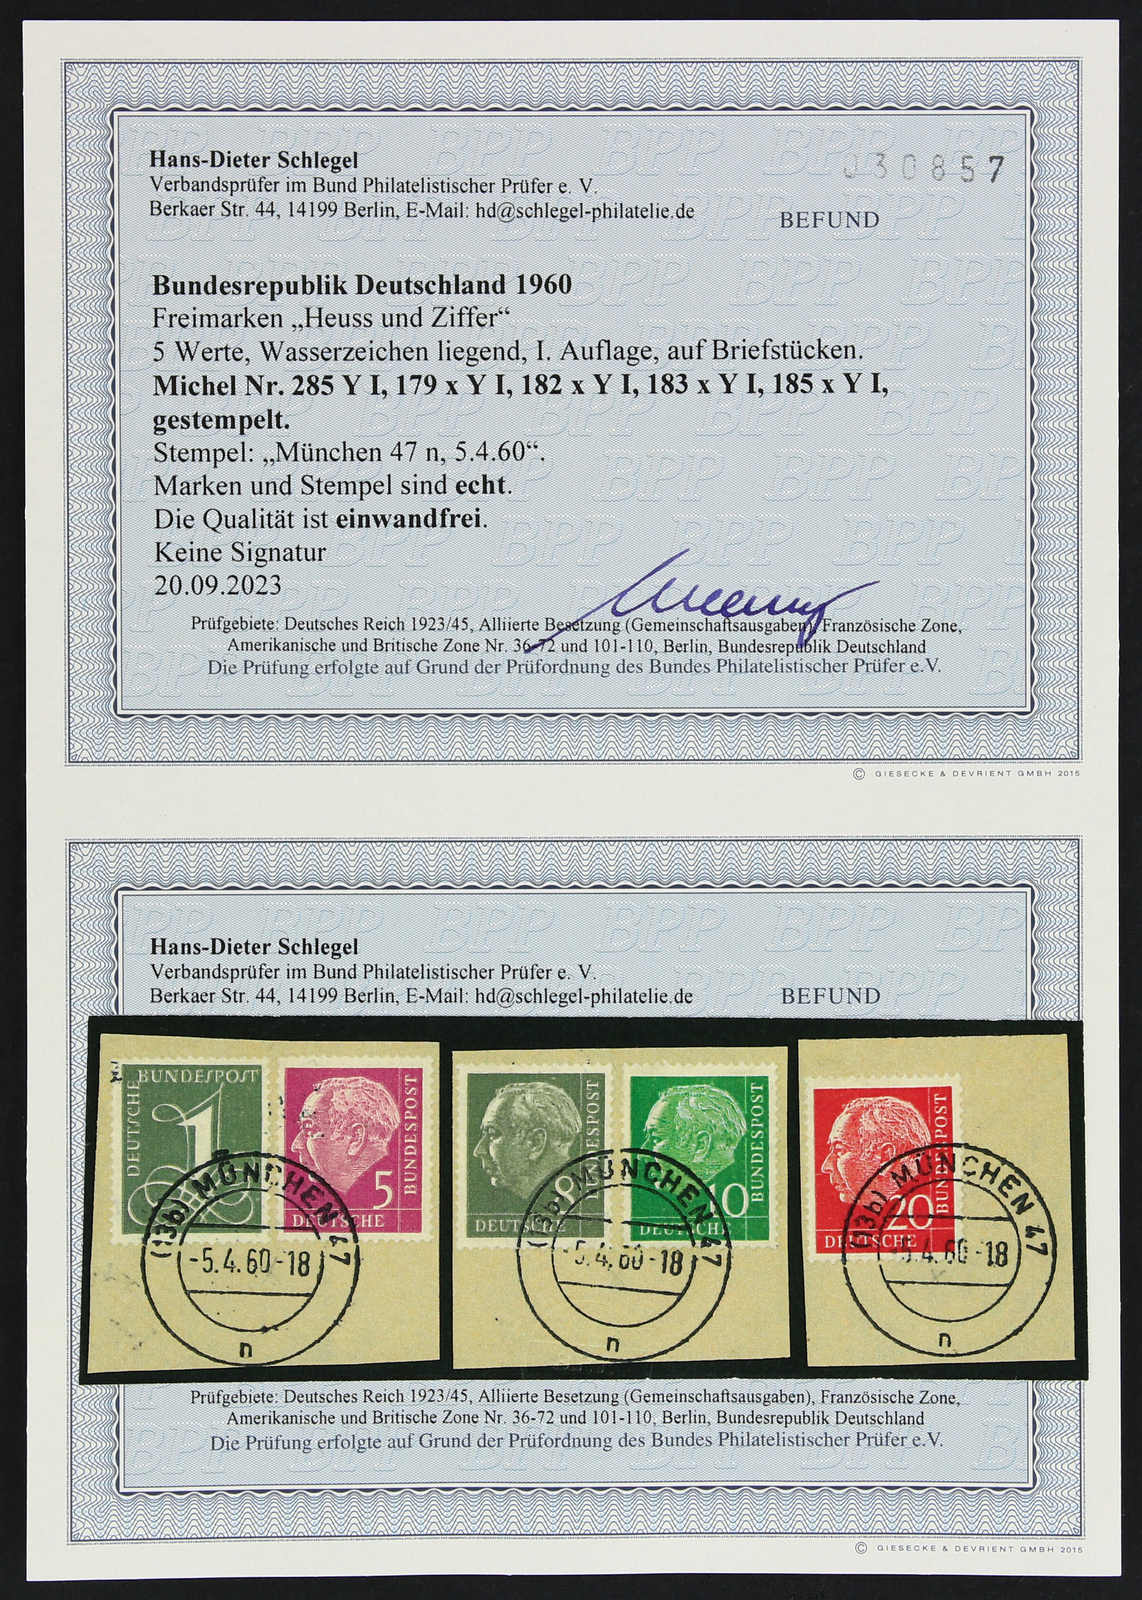 Hans-Dieter Schlegel
Verbandsprüfer im Bund Philatelistischer Prüfer e. V.
Berkaer Str. 44, 14199 Berlin, E-Mail: hd@schlegel-philatelie.de
030857
BEFUND
Bundesrepublik Deutschland 1960
Freimarken „Heuss und Ziffer“
5 Werte, Wasserzeichen liegend, I. Auflage, auf Briefstücken.
Michel Nr. 285 Y I, 179 x Y I, 182 x Y I, 183 x Y I, 185 x Y I,
gestempelt.
Stempel: „München 47 n, 5.4.60“.
Marken und Stempel sind echt.
Die Qualität ist einwandfrei.
Keine Signatur
20.09.2023
Prüfgebiete: Deutsches Reich 1923/45, Alliierte Besetzung (Gemeinschaftsausgaben), Französische Zone,
Amerikanische und Britische Zone Nr. 36-72 und 101-110, Berlin, Bundesrepublik Deutschland
Die Prüfung erfolgte auf Grund der Prüfordnung des Bundes Philatelistischer Prüfer e.V.
© GIESECKE & DEVRIENT GMBH 2015
Hans-Dieter Schlegel
Verbandsprüfer im Bund Philatelistischer Prüfer e. V.
Berkaer Str. 44, 14199 Berlin, E-Mail: hd@schlegel-philatelie.de
BEFUND
DEUTSCHE BUNDESPOST
1
BUNDESPOST
5
DEUTSCHE
(13b) MÜNCHEN 47
-5.4.60-18
n
BUNDESPOST
8
DEUTSCHE
BUNDESPOST
10
DEUTSCHE
(13b) MÜNCHEN 47
-5.4.60-18
n
BUNDESPOST
20
DEUTSCHE
(13b) MÜNCHEN 47
-5.4.60-18
n
Prüfgebiete: Deutsches Reich 1923/45, Alliierte Besetzung (Gemeinschaftsausgaben), Französische Zone,
Amerikanische und Britische Zone Nr. 36-72 und 101-110, Berlin, Bundesrepublik Deutschland
Die Prüfung erfolgte auf Grund der Prüfordnung des Bundes Philatelistischer Prüfer e.V.
© GIESECKE & DEVRIENT GMBH 2015